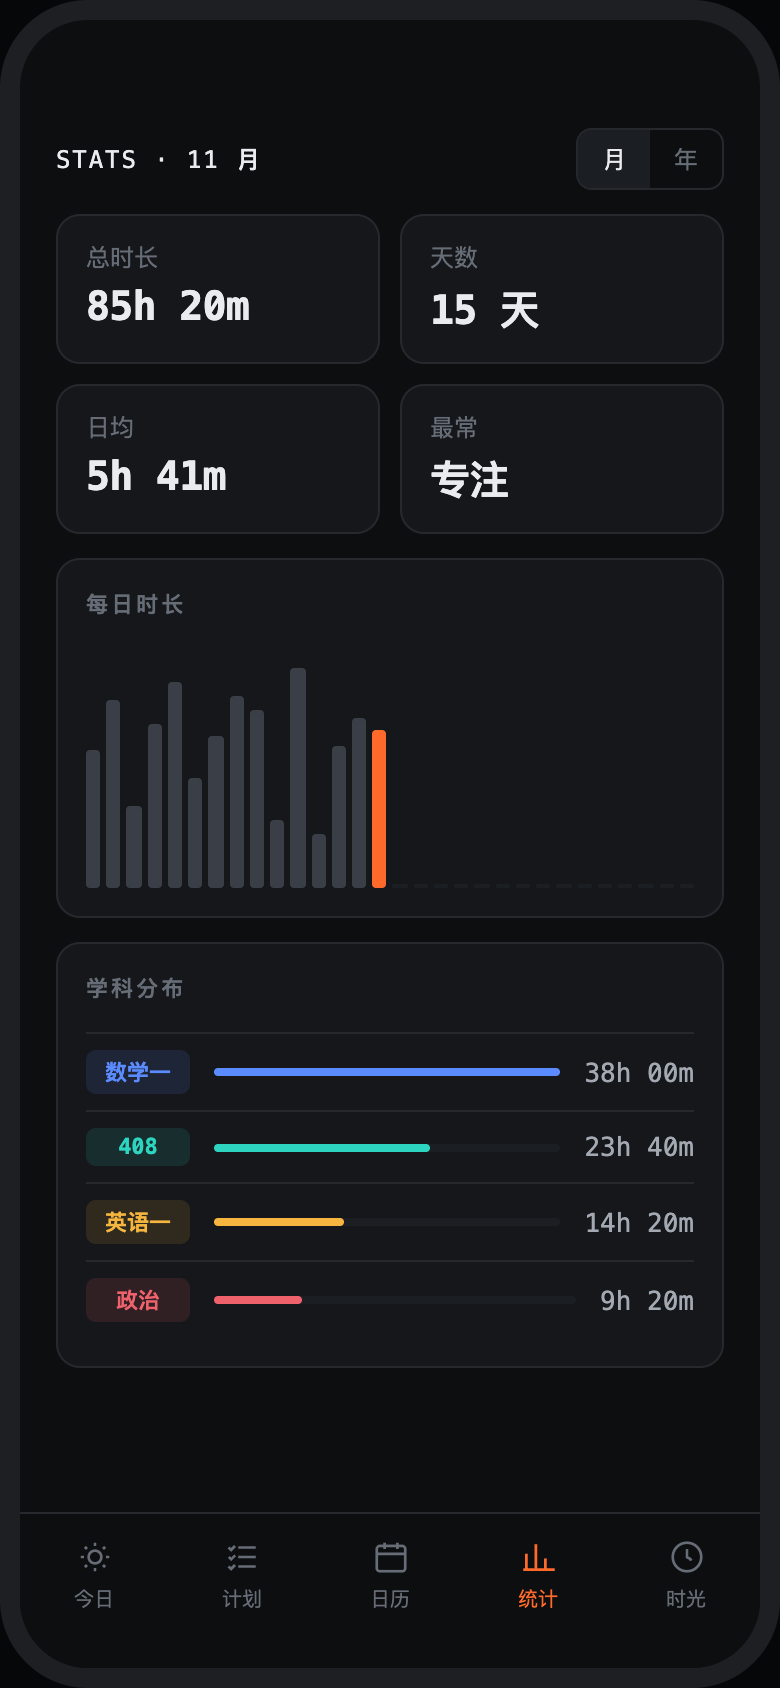 STATS · 11 月
月 年
总时长
85h 20m
天数
15 天
日均
5h 41m
最常
专注
每日时长
学科分布
数学一 38h 00m
408 23h 40m
英语一 14h 20m
政治 9h 20m
今日 计划 日历 统计 时光